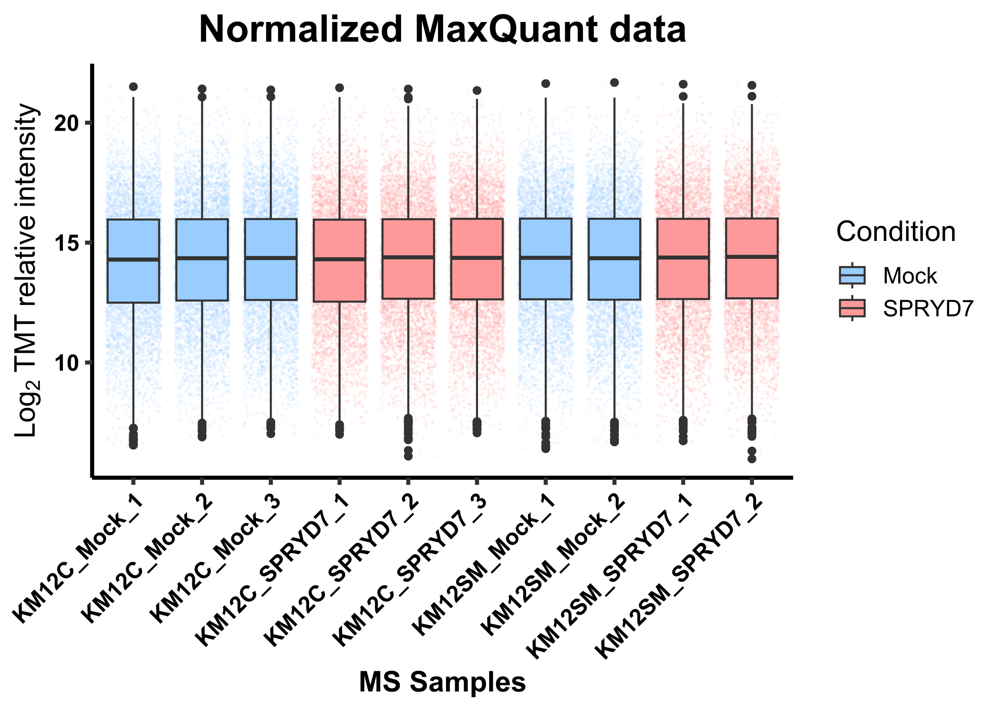 Normalized MaxQuant data
Log₂ TMT relative intensity
20
15
10
KM12C_Mock_1
KM12C_Mock_2
KM12C_Mock_3
KM12C_SPRYD7_1
KM12C_SPRYD7_2
KM12C_SPRYD7_3
KM12SM_Mock_1
KM12SM_Mock_2
KM12SM_SPRYD7_1
KM12SM_SPRYD7_2
MS Samples
Condition
Mock
SPRYD7